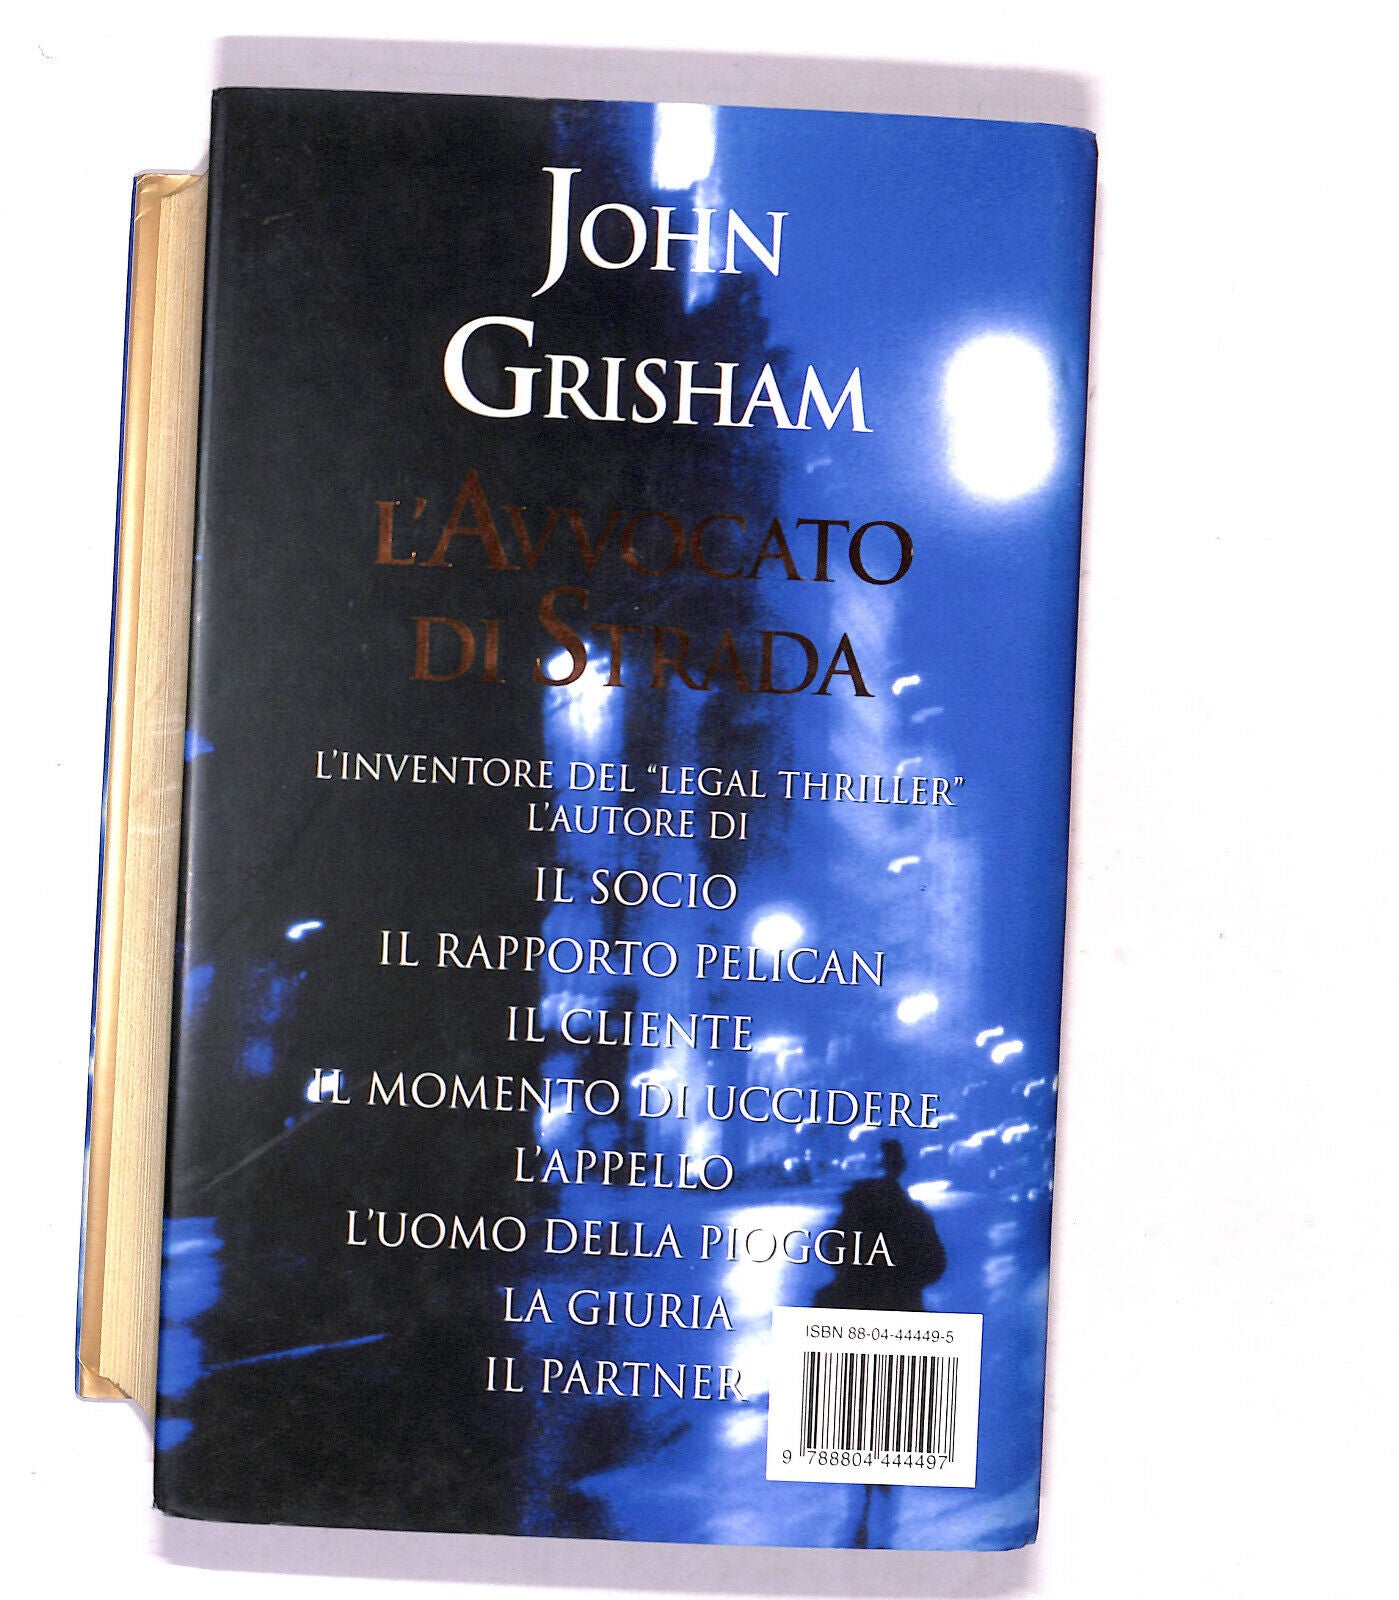 JOHN
GRISHAM
L'AVVOCATO
DI STRADA
L'INVENTORE DEL “LEGAL THRILLER”
L'AUTORE DI
IL SOCIO
IL RAPPORTO PELICAN
IL CLIENTE
IL MOMENTO DI UCCIDERE
L'APPELLO
L'UOMO DELLA PIOGGIA
LA GIURIA
IL PARTNER
ISBN 88-04-44449-5
9 788804 444497